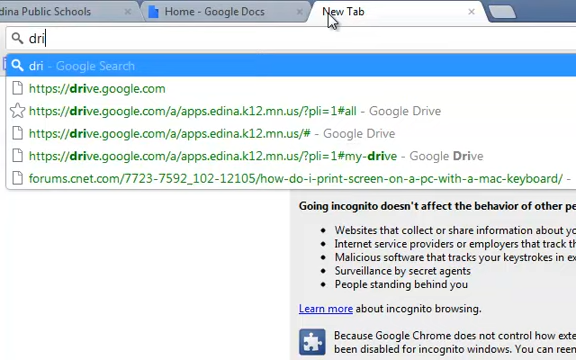 dina Public Schools
Home - Google Docs
New Tab
dri
dri - Google Search
https://drive.google.com
https://drive.google.com/a/apps.edina.k12.mn.us/?pli=1#all - Google Drive
https://drive.google.com/a/apps.edina.k12.mn.us/# - Google Drive
https://drive.google.com/a/apps.edina.k12.mn.us/?pli=1#my-drive - Google Drive
forums.cnet.com/7723-7592_102-12105/how-do-i-print-screen-on-a-pc-with-a-mac-keyboard/ -
Going incognito doesn't affect the behavior of other pe
• Websites that collect or share information about yo
• Internet service providers or employers that track th
• Malicious software that tracks your keystrokes in ex
• Surveillance by secret agents
• People standing behind you
Learn more about incognito browsing.
Because Google Chrome does not control how exte
been disabled for incognito windows. You can reen